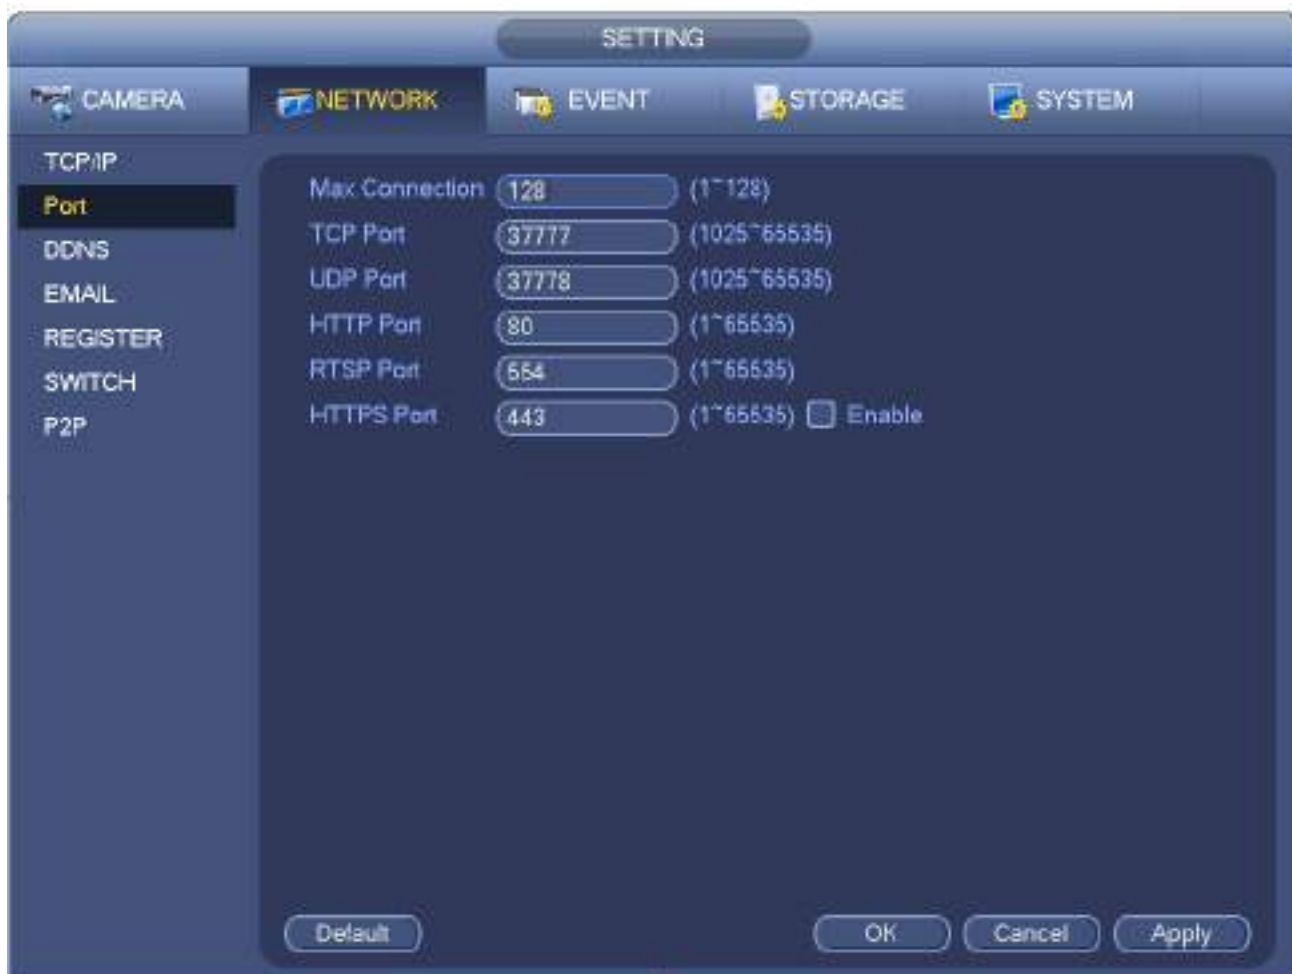 SETTING
CAMERA NETWORK EVENT STORAGE SYSTEM
TCP/IP
Port
DDNS
EMAIL
REGISTER
SWITCH
P2P
Max Connection 128 (1~128)
TCP Port 37777 (1025~65535)
UDP Port 37778 (1025~65535)
HTTP Port 80 (1~65535)
RTSP Port 554 (1~65535)
HTTPS Port 443 (1~65535) Enable
Default OK Cancel Apply